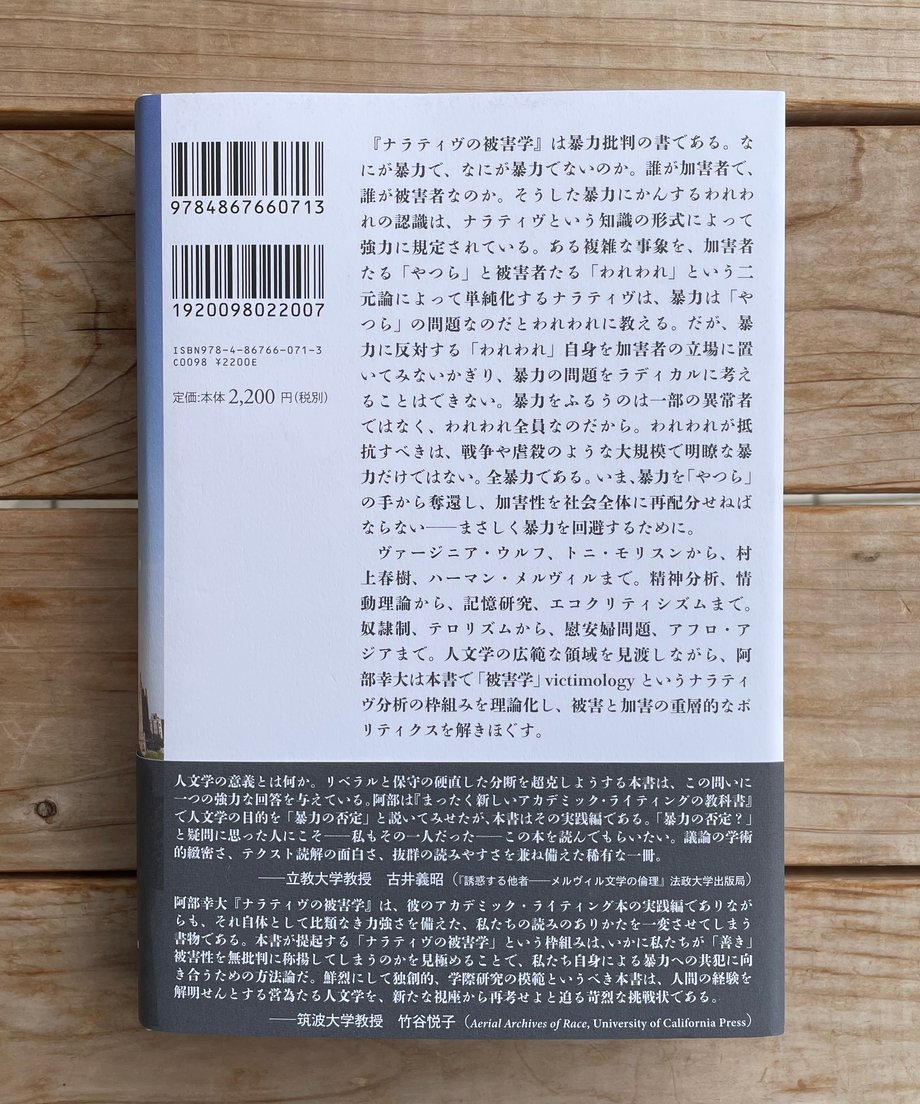 9784867660713
1920098022007
ISBN978-4-86766-071-3
C0098 ¥2200E
定価:本体2,200円(税別)
『ナラティヴの被害学』は暴力批判の書である。な
にが暴力で、なにが暴力でないのか。誰が加害者で、
誰が被害者なのか。そうした暴力にかんするわれわ
れの認識は、ナラティヴという知識の形式によって
強力に規定されている。ある複雑な事象を、加害者
たる「やつら」と被害者たる「われわれ」という二
元論によって単純化するナラティヴは、暴力は「や
つら」の問題なのだとわれわれに教える。だが、暴
力に反対する「われわれ」自身を加害者の立場に置
いてみないかぎり、暴力の問題をラディカルに考え
ることはできない。暴力をふるうのは一部の異常者
ではなく、われわれ全員なのだから。われわれが抵
抗すべきは、戦争や虐殺のような大規模で明瞭な暴
力だけではない。全暴力である。いま、暴力を「やつら」
の手から奪還し、加害性を社会全体に再配分せねば
ならない——まさしく暴力を回避するために。
ヴァージニア・ウルフ、トニ・モリスンから、村
上春樹、ハーマン・メルヴィルまで。精神分析、情
動理論から、記憶研究、エコクリティシズムまで。
奴隷制、テロリズムから、慰安婦問題、アフロ・ア
ジアまで。人文学の広範な領域を見渡しながら、阿
部幸大は本書で「被害学」victimology というナラティ
ヴ分析の枠組みを理論化し、被害と加害の重層的なポ
リティクスを解きほぐす。
人文学の意義とは何か。リベラルと保守の硬直した分断を超克しようする本書は、この問いに
一つの強力な回答を与えている。阿部は『まったく新しいアカデミック・ライティングの教科書』
で人文学の目的を「暴力の否定」と説いてみせたが、本書はその実践編である。「暴力の否定？」
と疑問に思った人にこそ——私もその一人だった——この本を読んでもらいたい。議論の学術
的緻密さ、テクスト読解の面白さ、抜群の読みやすさを兼ね備えた稀有な一冊。
——立教大学教授 古井義昭（『誘惑する他者——メルヴィル文学の倫理』法政大学出版局）
阿部幸大『ナラティヴの被害学』は、彼のアカデミック・ライティング本の実践編でありなが
らも、それ自体として比類なき力強さを備えた、私たちの読みのありかたを一変させてしまう
書物である。本書が提起する「ナラティヴの被害学」という枠組みは、いかに私たちが「善き」
被害性を無批判に称揚してしまうのかを見極めることで、私たち自身による暴力への共犯に向
き合うための方法論だ。鮮烈にして独創的、学際研究の模範というべき本書は、人間の経験を
解明せんとする営為たる人文学を、新たな視座から再考せよと迫る苛烈な挑戦状である。
——筑波大学教授 竹谷悦子（Aerial Archives of Race, University of California Press）